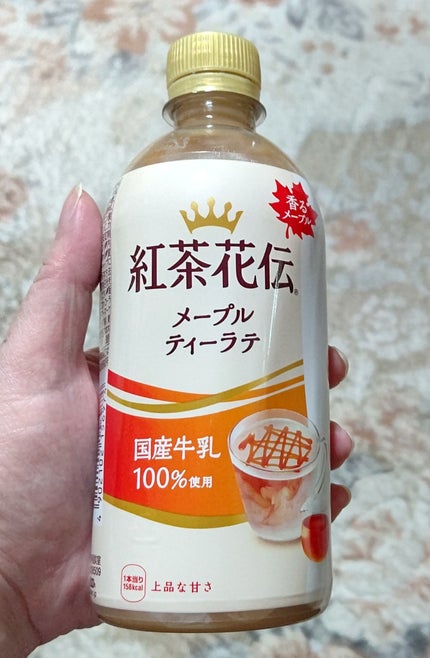 香る
メープル
紅茶花伝®
メープル
ティーラテ
国産牛乳
100%使用
1本当り
158kcal
上品な甘さ